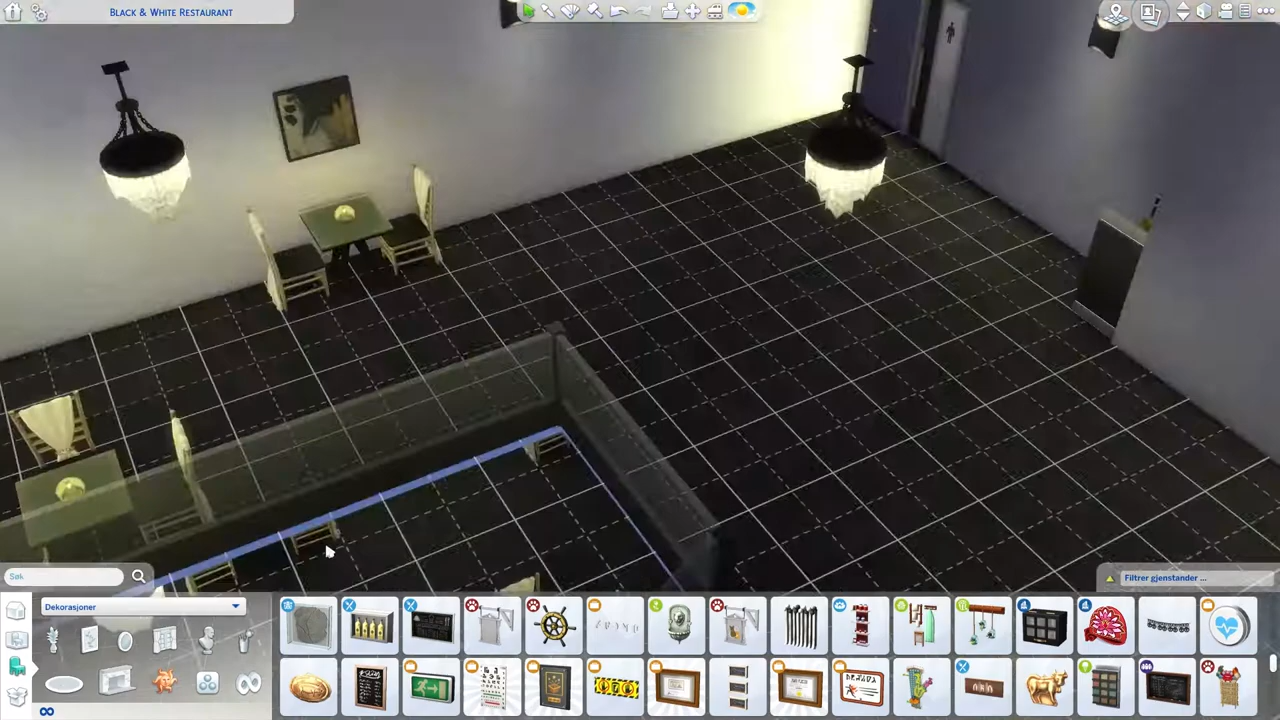 BLACK & WHITE RESTAURANT
Søk
Filtrer gjenstander ...
Dekorasjoner